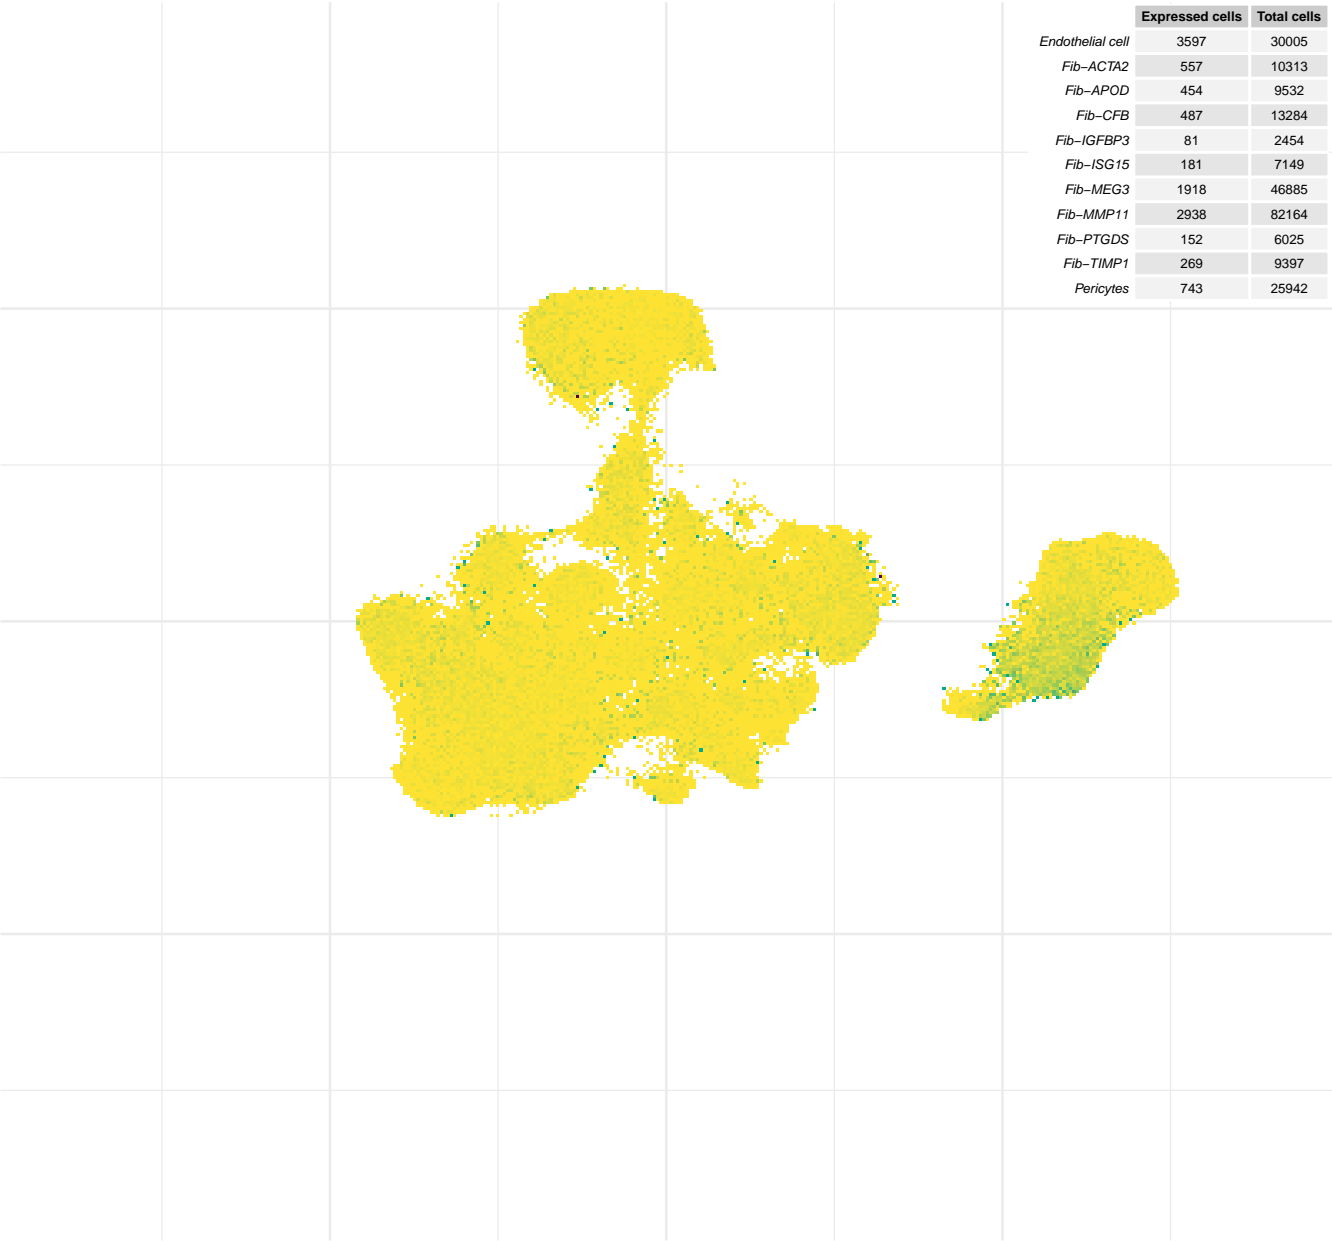 Expressed cells Total cells
Endothelial cell 3597 30005
Fib−ACTA2 557 10313
Fib−APOD 454 9532
Fib−CFB 487 13284
Fib−IGFBP3 81 2454
Fib−ISG15 181 7149
Fib−MEG3 1918 46885
Fib−MMP11 2938 82164
Fib−PTGDS 152 6025
Fib−TIMP1 269 9397
Pericytes 743 25942